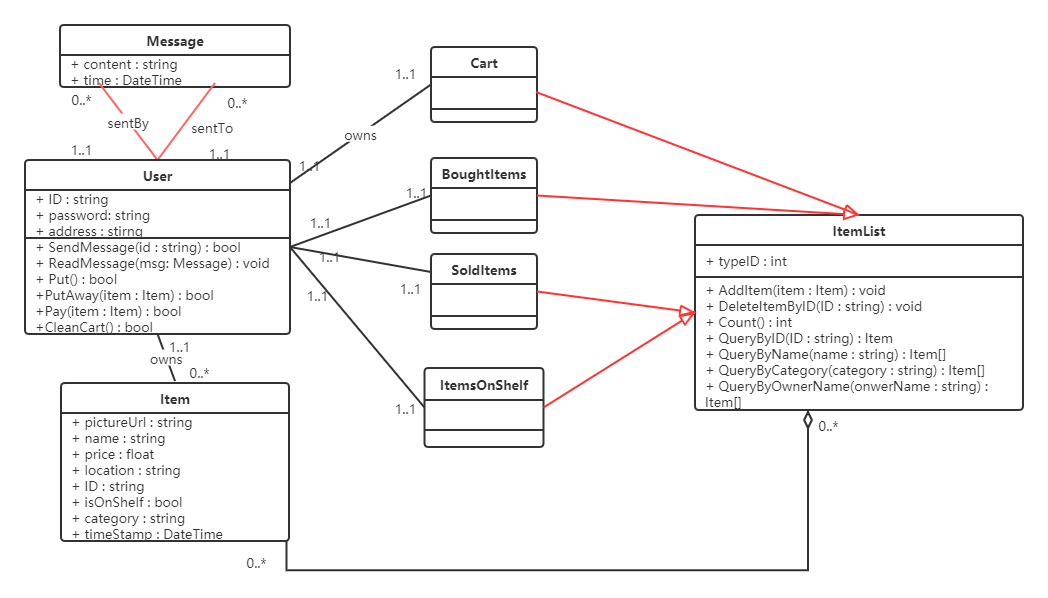 Message
+ content : string
+ time : DateTime
0..*
0..*
sentBy
sentTo
1..1
1..1
User
+ ID : string
+ password: string
+ address : stirng
+ SendMessage(id : string) : bool
+ ReadMessage(msg: Message) : void
+ Put() : bool
+PutAway(item : Item) : bool
+Pay(item : Item) : bool
+CleanCart() : bool
1..1
owns
0..*
Item
+ pictureUrl : string
+ name : string
+ price : float
+ location : string
+ ID : string
+ isOnShelf : bool
+ category : string
+ timeStamp : DateTime
0..*
1..1
owns
1..1
Cart
1..1
1..1
BoughtItems
1..1
1..1
SoldItems
1..1
1..1
ItemsOnShelf
ItemList
+ typeID : int
+ AddItem(item : Item) : void
+ DeleteItemByID(ID : string) : void
+ Count() : int
+ QueryByID(ID : string) : Item
+ QueryByName(name : string) : Item[]
+ QueryByCategory(category : string) : Item[]
+ QueryByOwnerName(onwerName : string) :
Item[]
0..*